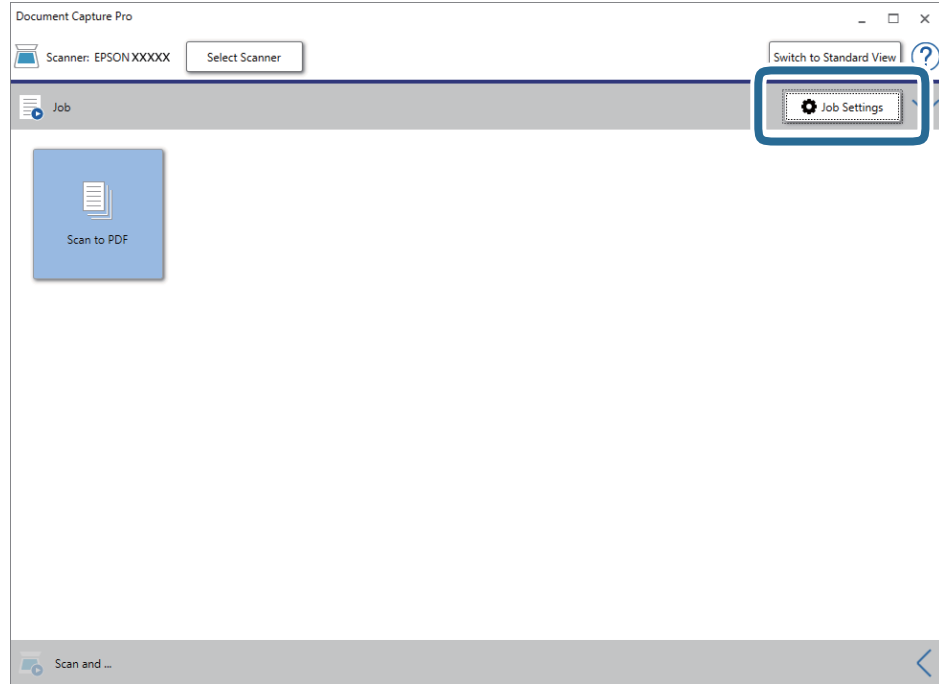 Document Capture Pro
Scanner: EPSON XXXXX
Select Scanner
Switch to Standard View
?
Job
Job Settings
Scan to PDF
Scan and ...